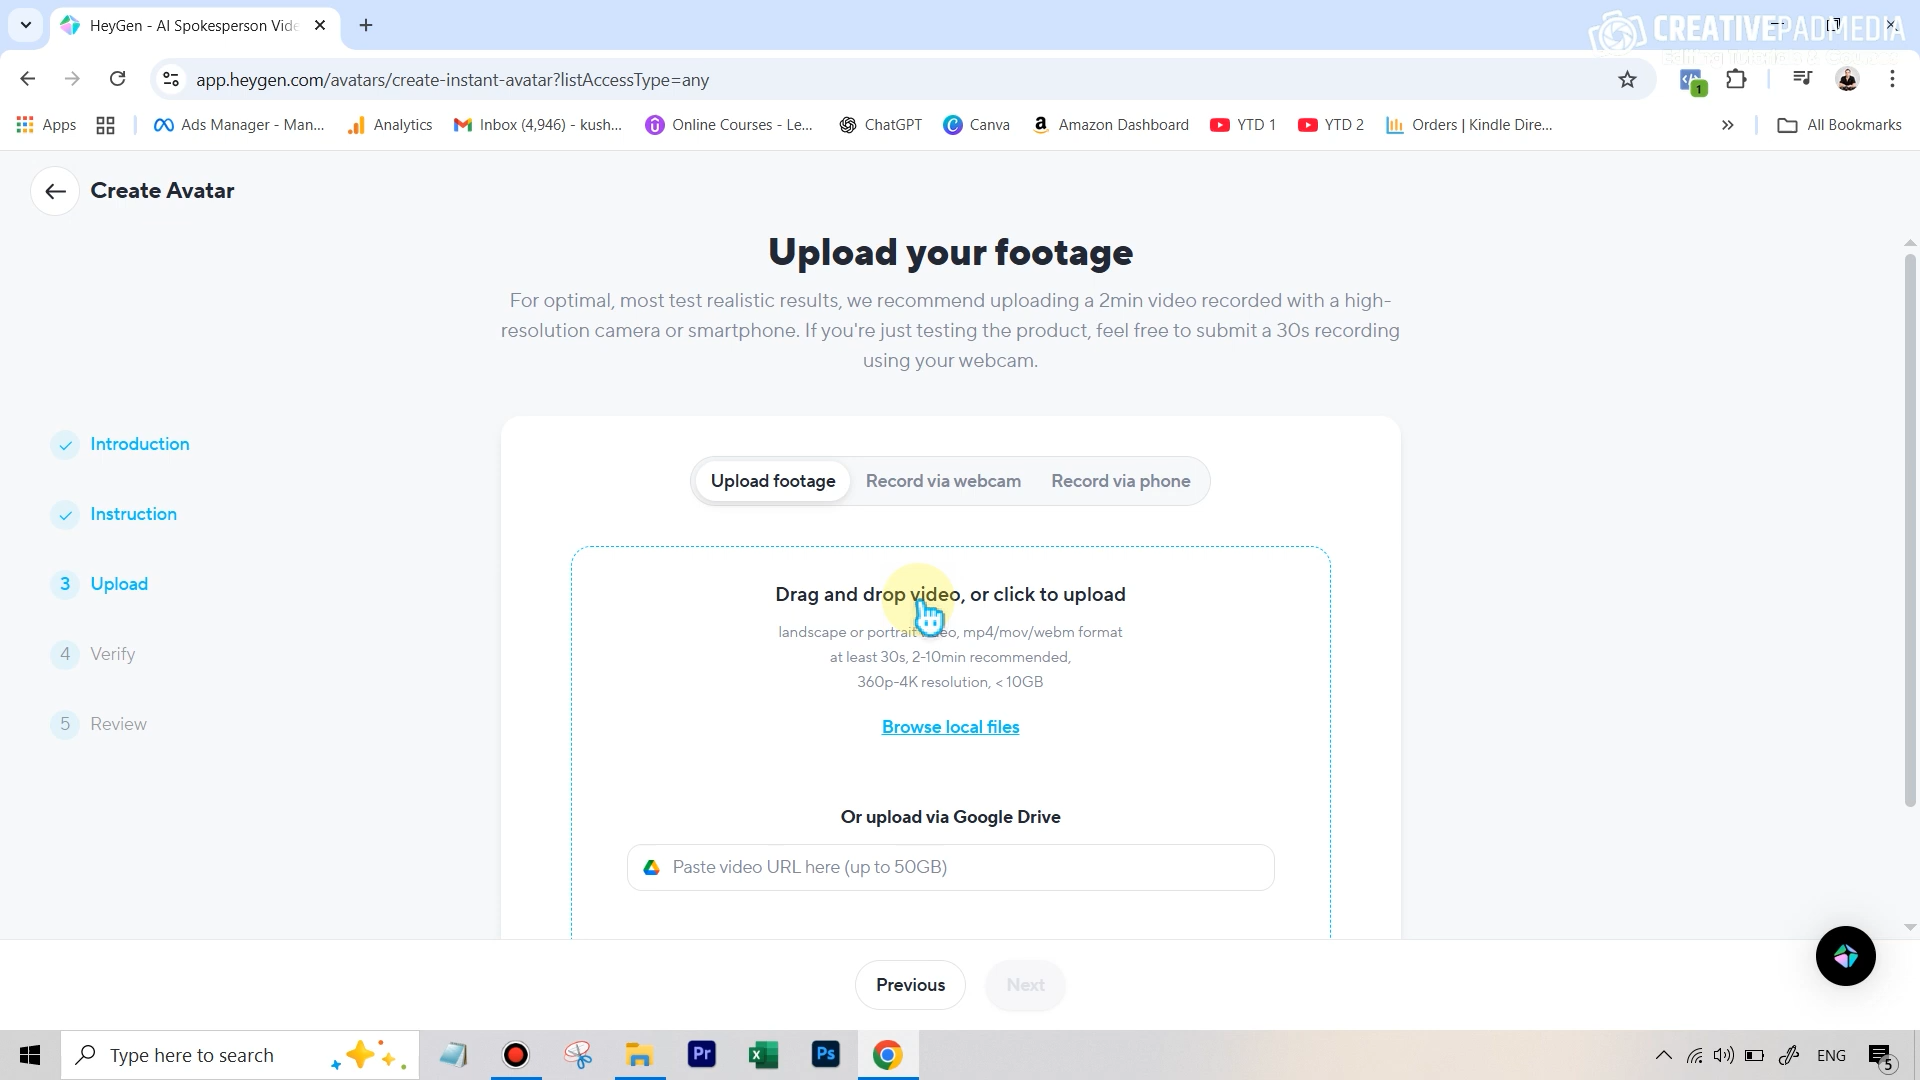 HeyGen - AI Spokesperson Vide
CREATIVEPADMEDIA
app.heygen.com/avatars/create-instant-avatar?listAccessType=any
1
Apps
Ads Manager - Man...
Analytics
Inbox (4,946) - kush...
Online Courses - Le...
ChatGPT
Canva
Amazon Dashboard
YTD 1
YTD 2
Orders | Kindle Dire...
All Bookmarks
Create Avatar
Upload your footage
For optimal, most test realistic results, we recommend uploading a 2min video recorded with a high-
resolution camera or smartphone. If you're just testing the product, feel free to submit a 30s recording
using your webcam.
Introduction
Instruction
3 Upload
4 Verify
5 Review
Upload footage
Record via webcam
Record via phone
Drag and drop video, or click to upload
landscape or portrait video, mp4/mov/webm format
at least 30s, 2-10min recommended,
360p-4K resolution, < 10GB
Browse local files
Or upload via Google Drive
Paste video URL here (up to 50GB)
Previous
Next
Type here to search
Pr
Ps
ENG
5